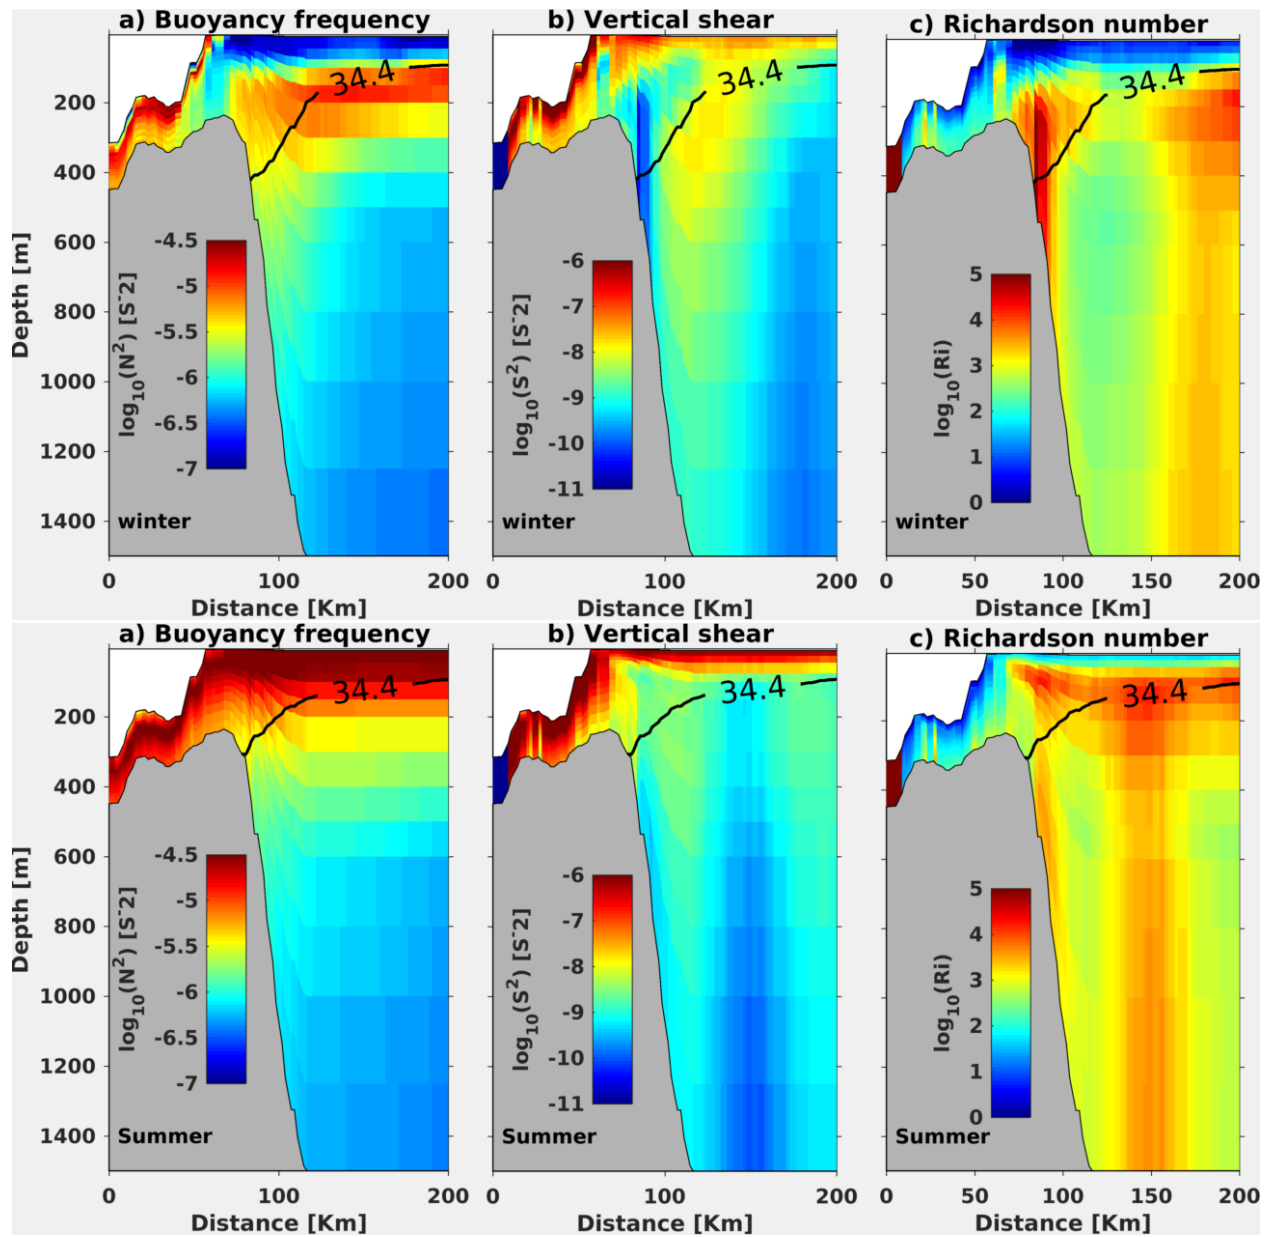 a) Buoyancy frequency
b) Vertical shear
c) Richardson number
34.4
34.4
34.4
Depth [m]
200
400
600
800
1000
1200
1400
log10(N2) [S-2]
-4.5
-5
-5.5
-6
-6.5
-7
log10(S2) [S-2]
-6
-7
-8
-9
-10
-11
log10(Ri)
5
4
3
2
1
0
winter
winter
winter
0 100 200
0 100 200
0 50 100 150 200
Distance [Km]
Distance [Km]
Distance [Km]
a) Buoyancy frequency
b) Vertical shear
c) Richardson number
34.4
34.4
34.4
Depth [m]
200
400
600
800
1000
1200
1400
log10(N2) [S-2]
-4.5
-5
-5.5
-6
-6.5
-7
log10(S2) [S-2]
-6
-7
-8
-9
-10
-11
log10(Ri)
5
4
3
2
1
0
Summer
Summer
Summer
0 100 200
0 100 200
0 50 100 150 200
Distance [Km]
Distance [Km]
Distance [Km]